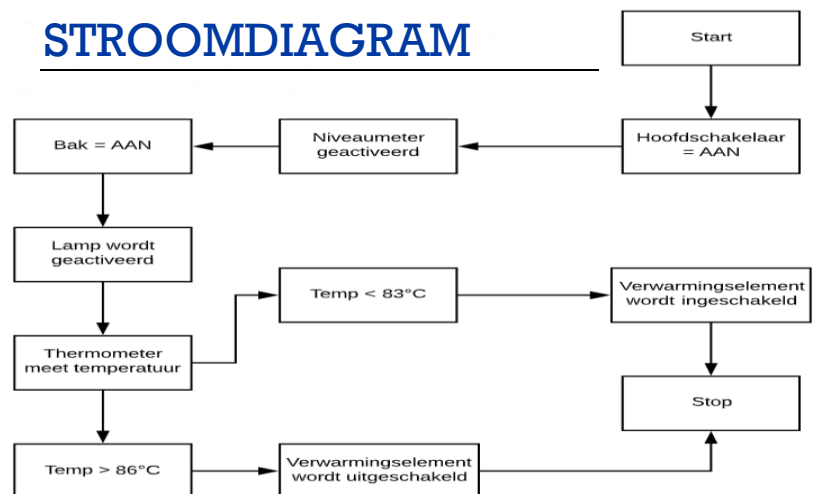 STROOMDIAGRAM
Start
Hoofdschakelaar
= AAN
Niveaumeter
geactiveerd
Bak = AAN
Lamp wordt
geactiveerd
Thermometer
meet temperatuur
Temp < 83°C
Verwarmingselement
wordt ingeschakeld
Stop
Temp > 86°C
Verwarmingselement
wordt uitgeschakeld